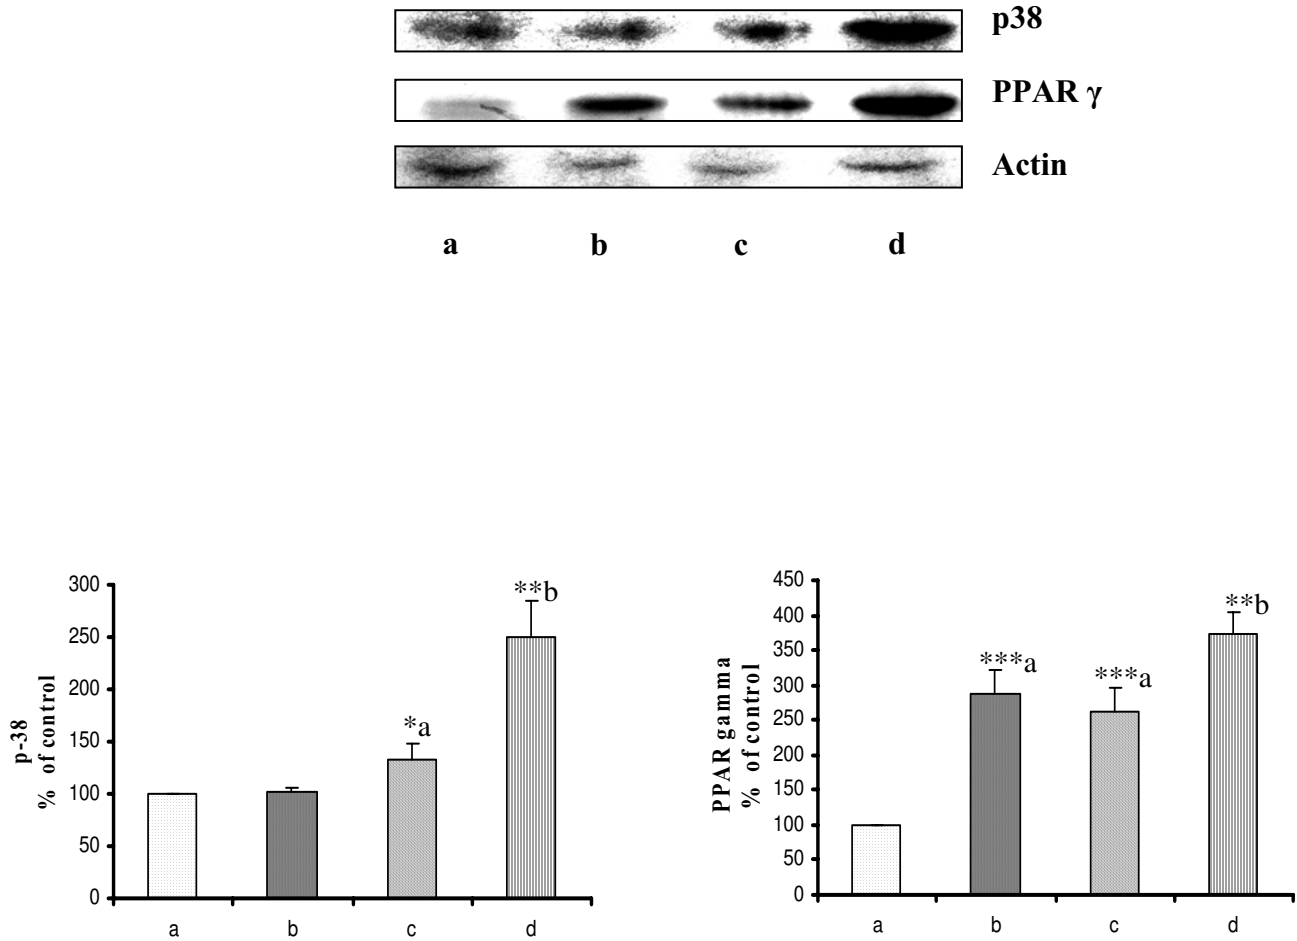 p38
PPAR γ
Actin
a b c d
300
250
200
150
100
50
0
p-38
% of control
*a
**b
a b c d
450
400
350
300
250
200
150
100
50
0
PPAR gamma
% of control
***a
***a
**b
a b c d